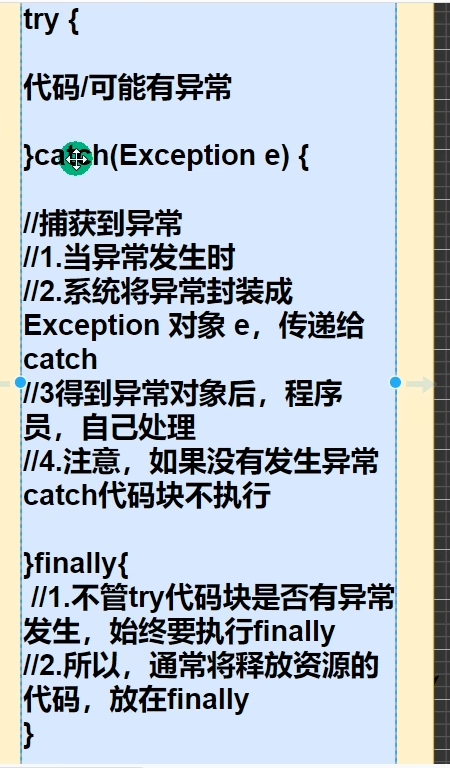 try {
代码/可能有异常
}catch(Exception e) {
//捕获到异常
//1.当异常发生时
//2.系统将异常封装成
Exception 对象 e，传递给
catch
//3得到异常对象后，程序
员，自己处理
//4.注意，如果没有发生异常
catch代码块不执行
}finally{
//1.不管try代码块是否有异常
发生，始终要执行finally
//2.所以，通常将释放资源的
代码，放在finally
}